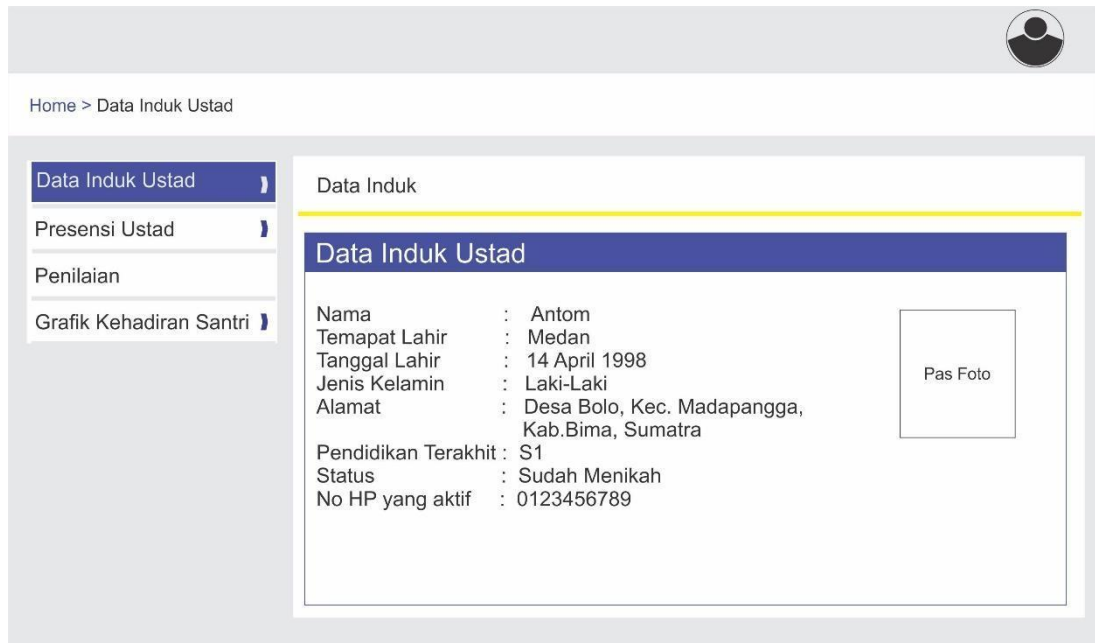 Home > Data Induk Ustad
Data Induk Ustad
Presensi Ustad
Penilaian
Grafik Kehadiran Santri
Data Induk
Data Induk Ustad
Nama : Antom
Temapat Lahir : Medan
Tanggal Lahir : 14 April 1998
Jenis Kelamin : Laki-Laki
Alamat : Desa Bolo, Kec. Madapangga,
Kab.Bima, Sumatra
Pendidikan Terakhit : S1
Status : Sudah Menikah
No HP yang aktif : 0123456789
Pas Foto